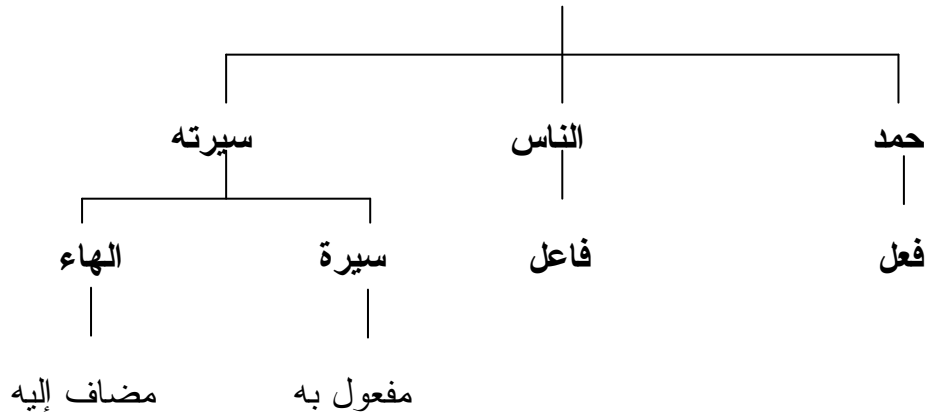 حمد الناس سيرته
فعل فاعل سيرة الهاء
مفعول به مضاف إليه